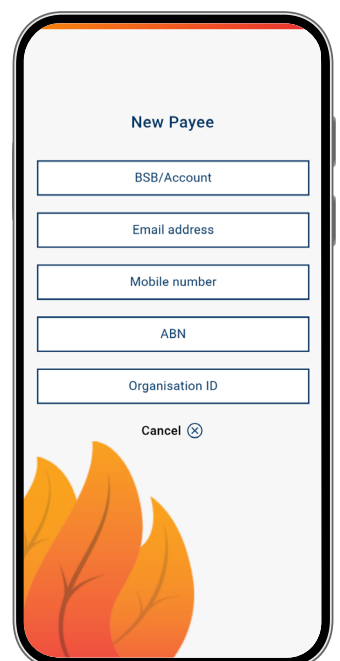 New Payee
BSB/Account
Email address
Mobile number
ABN
Organisation ID
Cancel